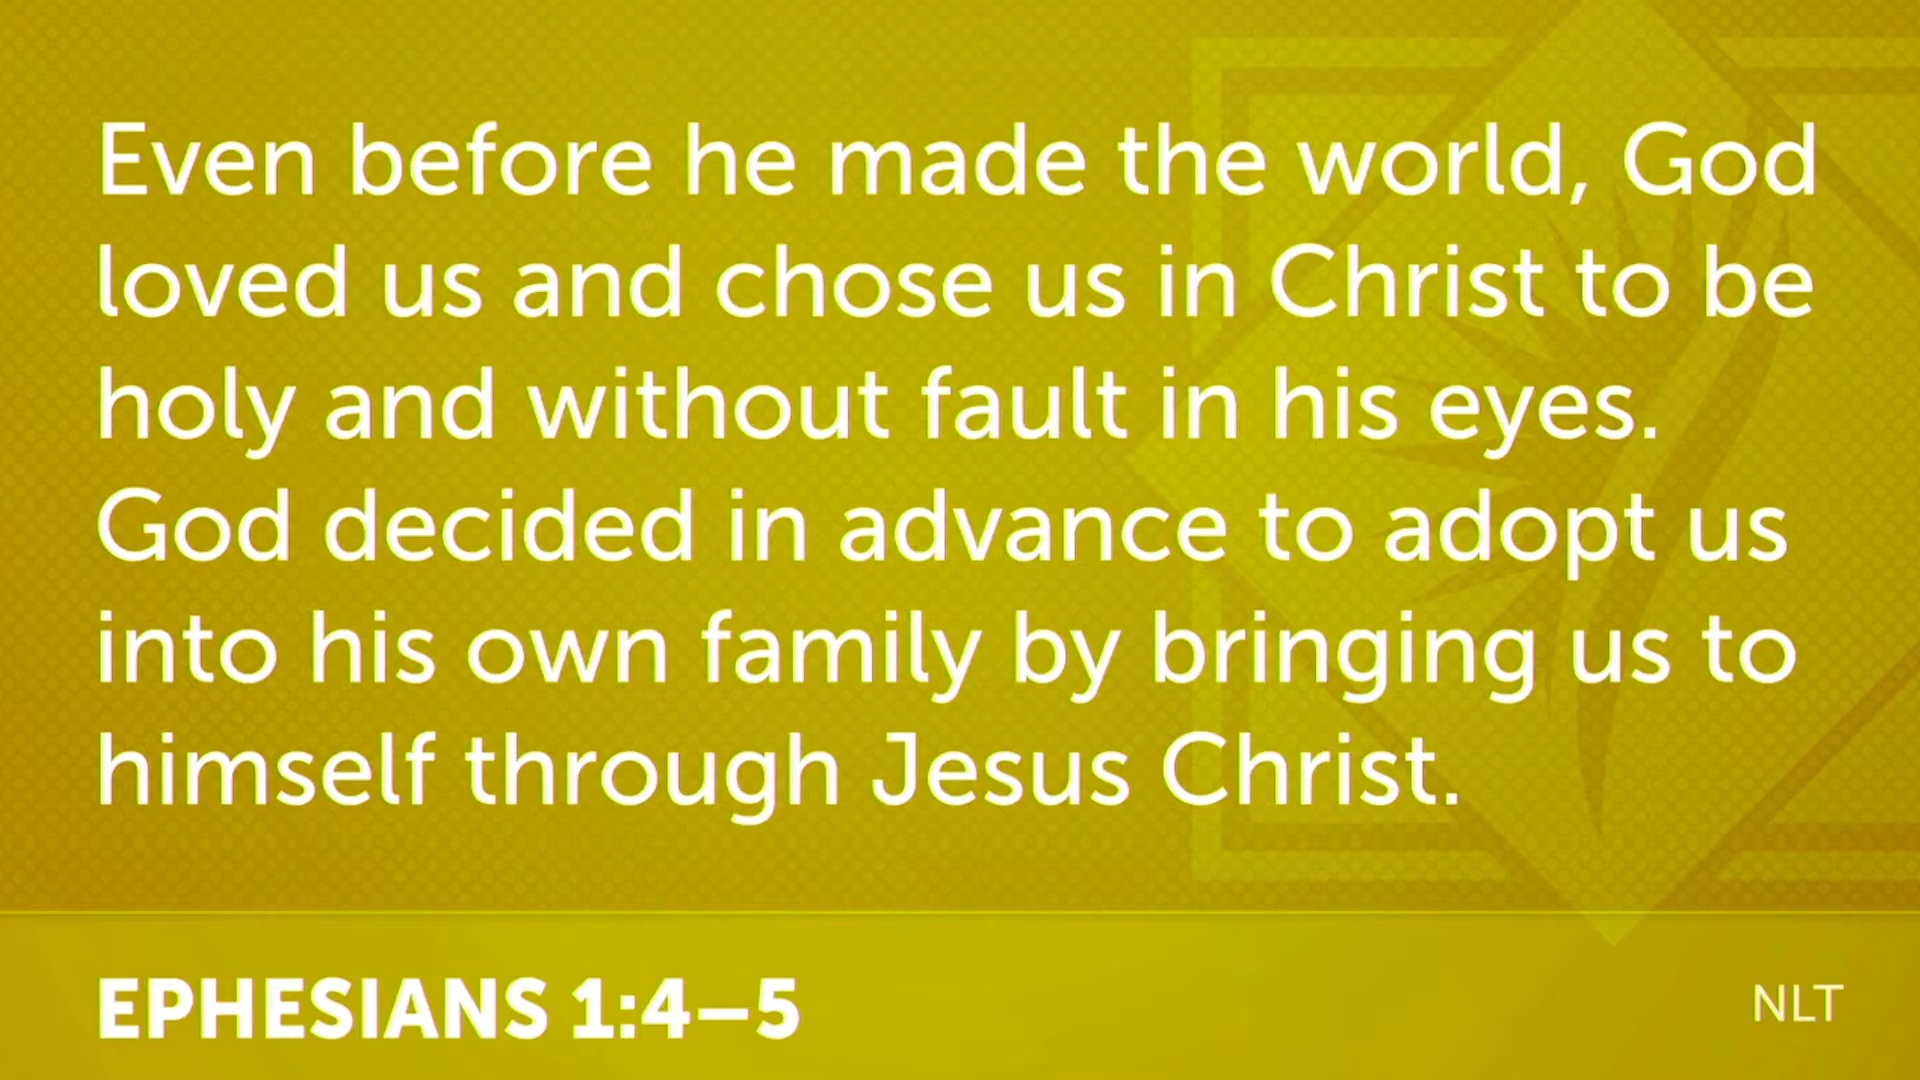 Even before he made the world, God
loved us and chose us in Christ to be
holy and without fault in his eyes.
God decided in advance to adopt us
into his own family by bringing us to
himself through Jesus Christ.
EPHESIANS 1:4–5
NLT